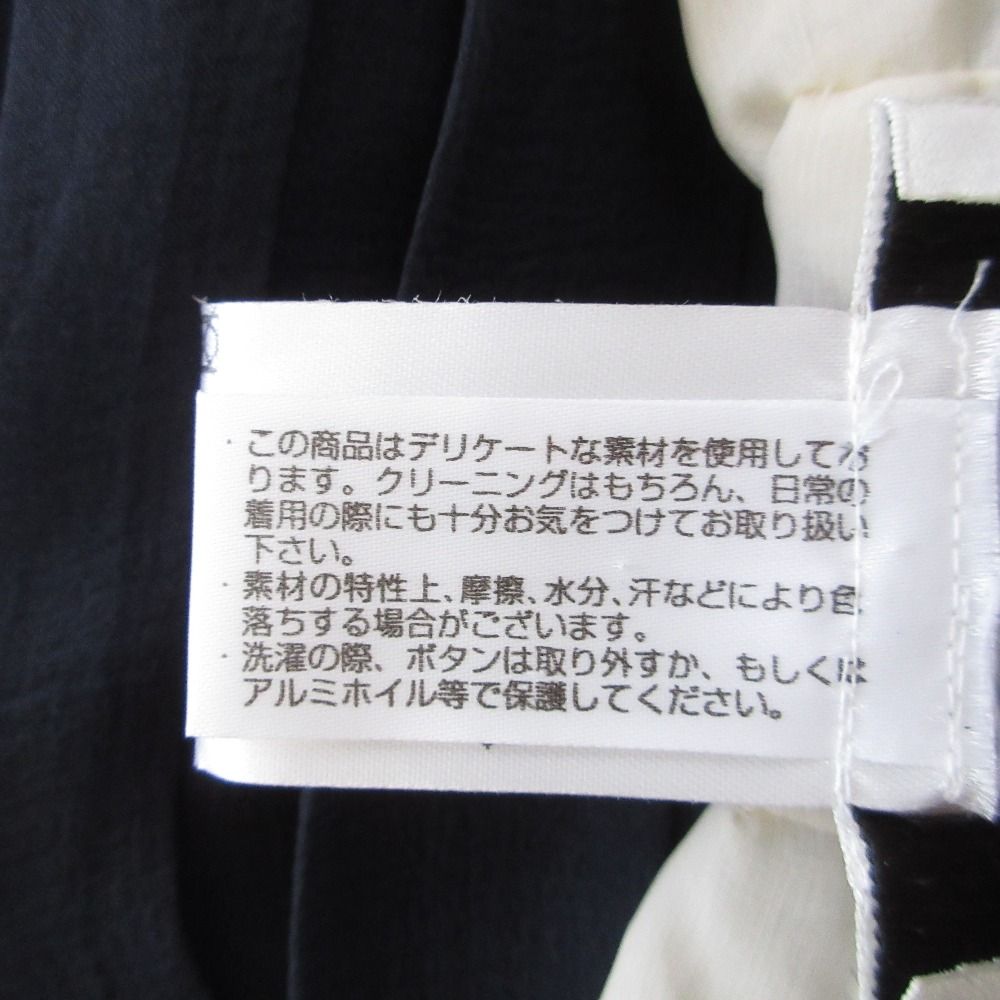 ・この商品はデリケートな素材を使用してお
ります。クリーニングはもちろん、日常の
着用の際にも十分お気をつけてお取り扱い
下さい。
・素材の特性上、摩擦、水分、汗などにより色
落ちする場合がございます。
・洗濯の際、ボタンは取り外すか、もしくは
アルミホイル等で保護してください。